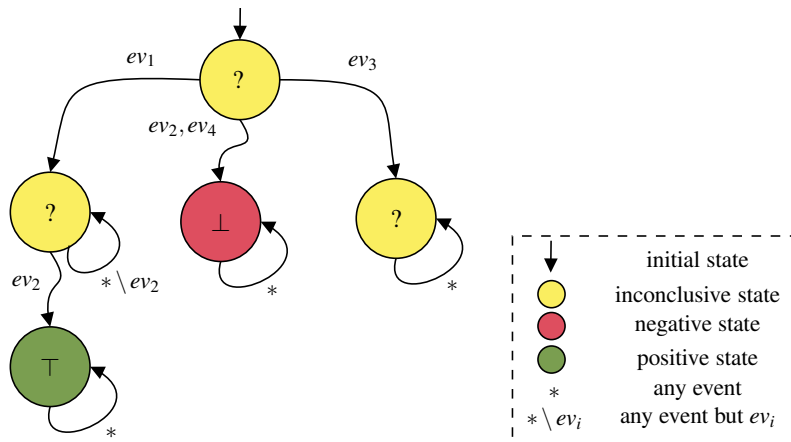 ev₁
?
ev₃
ev₂, ev₄
?
* \ ev₂
⊥
*
?
*
ev₂
⊤
*
initial state
inconclusive state
negative state
positive state
* any event
* \ evᵢ any event but evᵢ